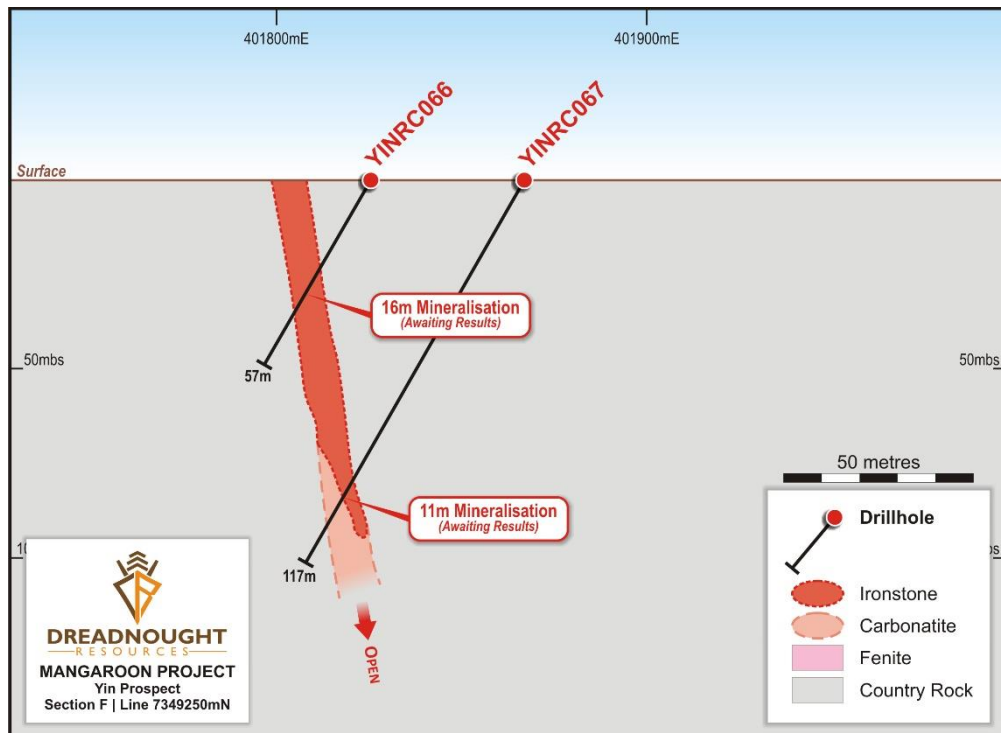 401800mE
401900mE
YINRC066
YINRC067
Surface
16m Mineralisation
(Awaiting Results)
50mbs
50mbs
57m
50 metres
11m Mineralisation
(Awaiting Results)
117m
OPEN
Drillhole
Ironstone
Carbonatite
Fenite
Country Rock
DREADNOUGHT
RESOURCES
MANGAROON PROJECT
Yin Prospect
Section F | Line 7349250mN